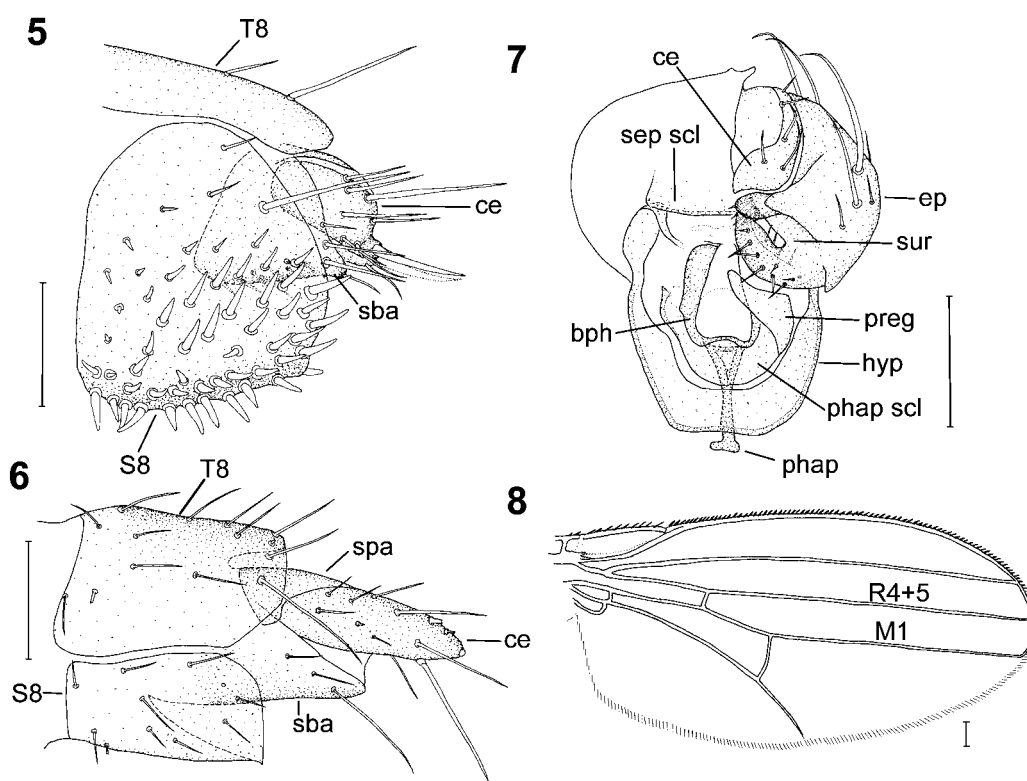 5
T8
ce
sba
S8
7
ce
sep scl
ep
sur
bph
preg
hyp
phap scl
phap
6
T8
spa
ce
S8
sba
8
R4+5
M1